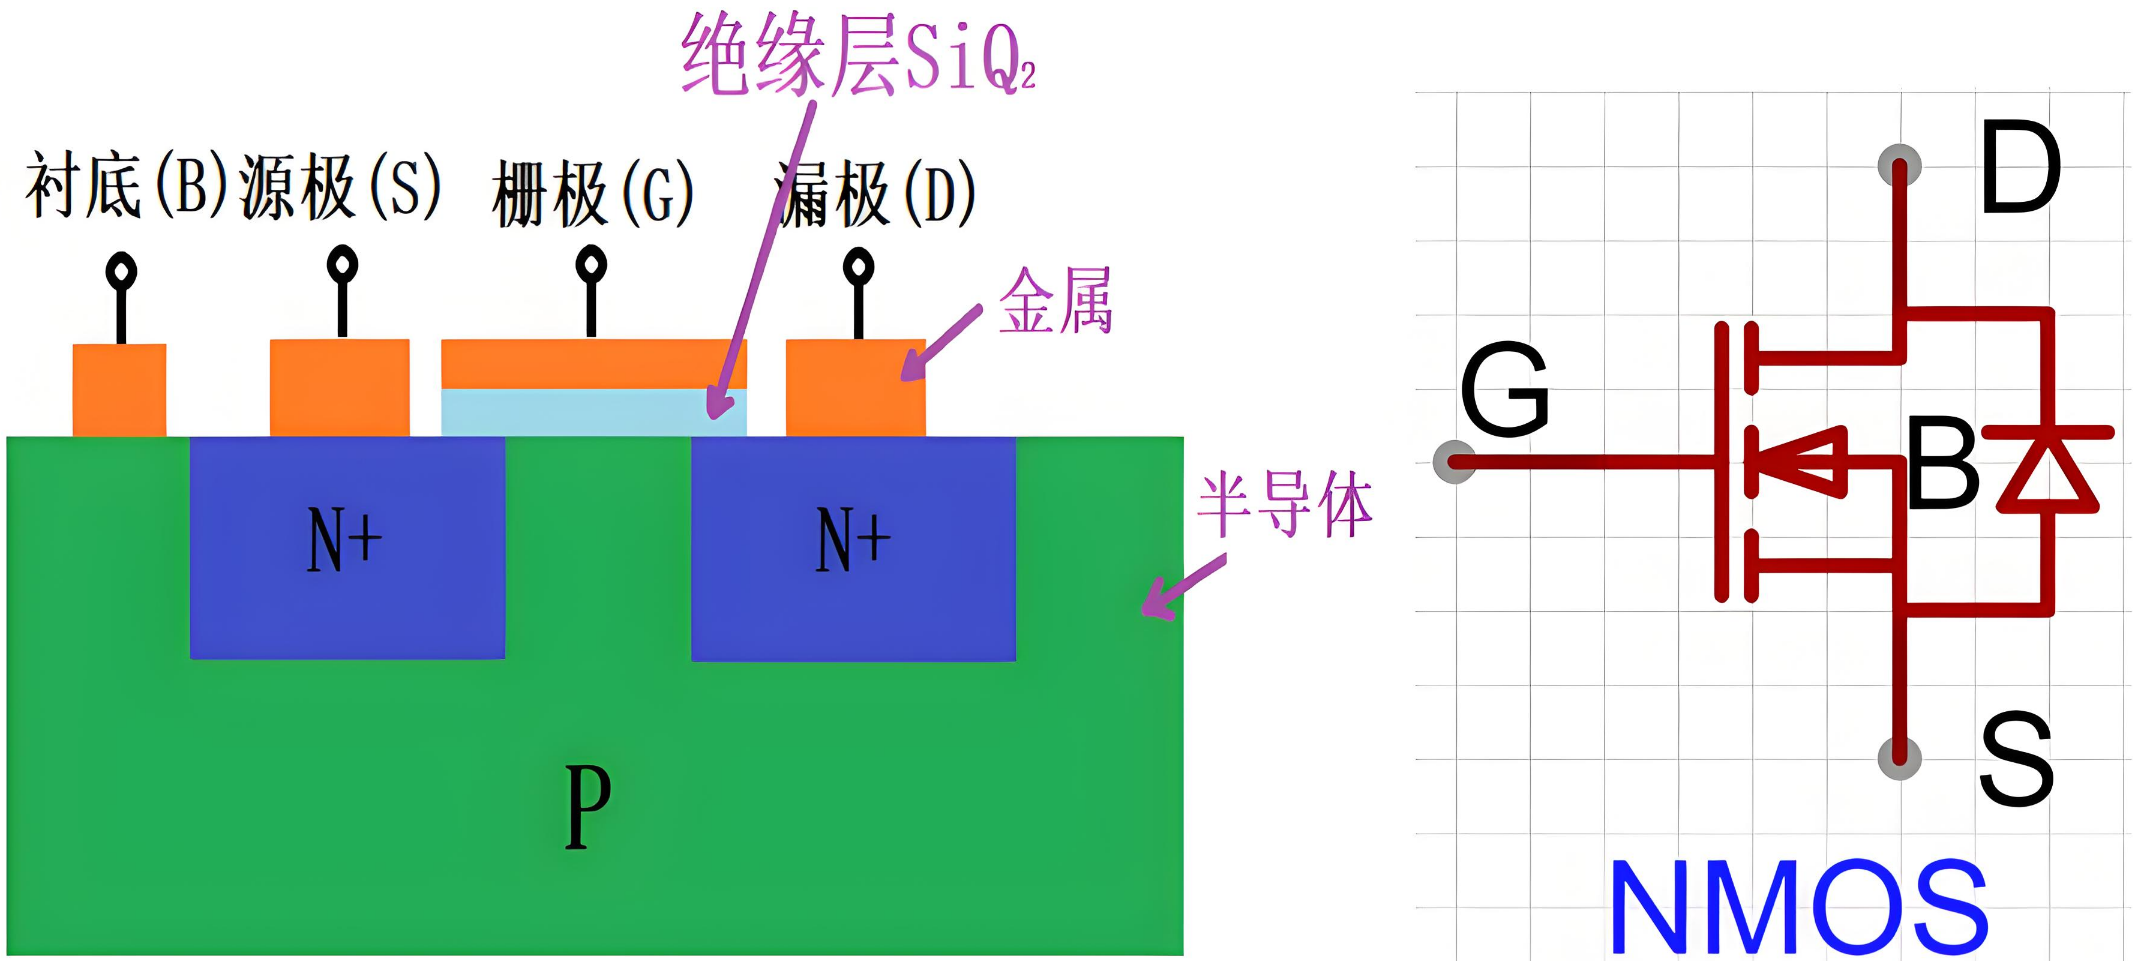 绝缘层SiQ₂
衬底(B) 源极(S) 栅极(G) 漏极(D)
金属
半导体
N+ N+
P
D
G
B
S
NMOS